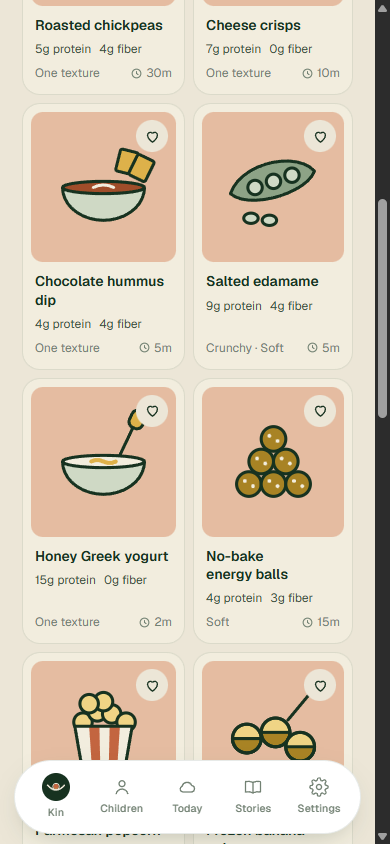 Roasted chickpeas
5g protein 4g fiber
One texture 30m
Cheese crisps
7g protein 0g fiber
One texture 10m
Chocolate hummus
dip
4g protein 4g fiber
One texture 5m
Salted edamame
9g protein 4g fiber
Crunchy · Soft 5m
Honey Greek yogurt
15g protein 0g fiber
One texture 2m
No-bake
energy balls
4g protein 3g fiber
Soft 15m
Kin
Children
Today
Stories
Settings